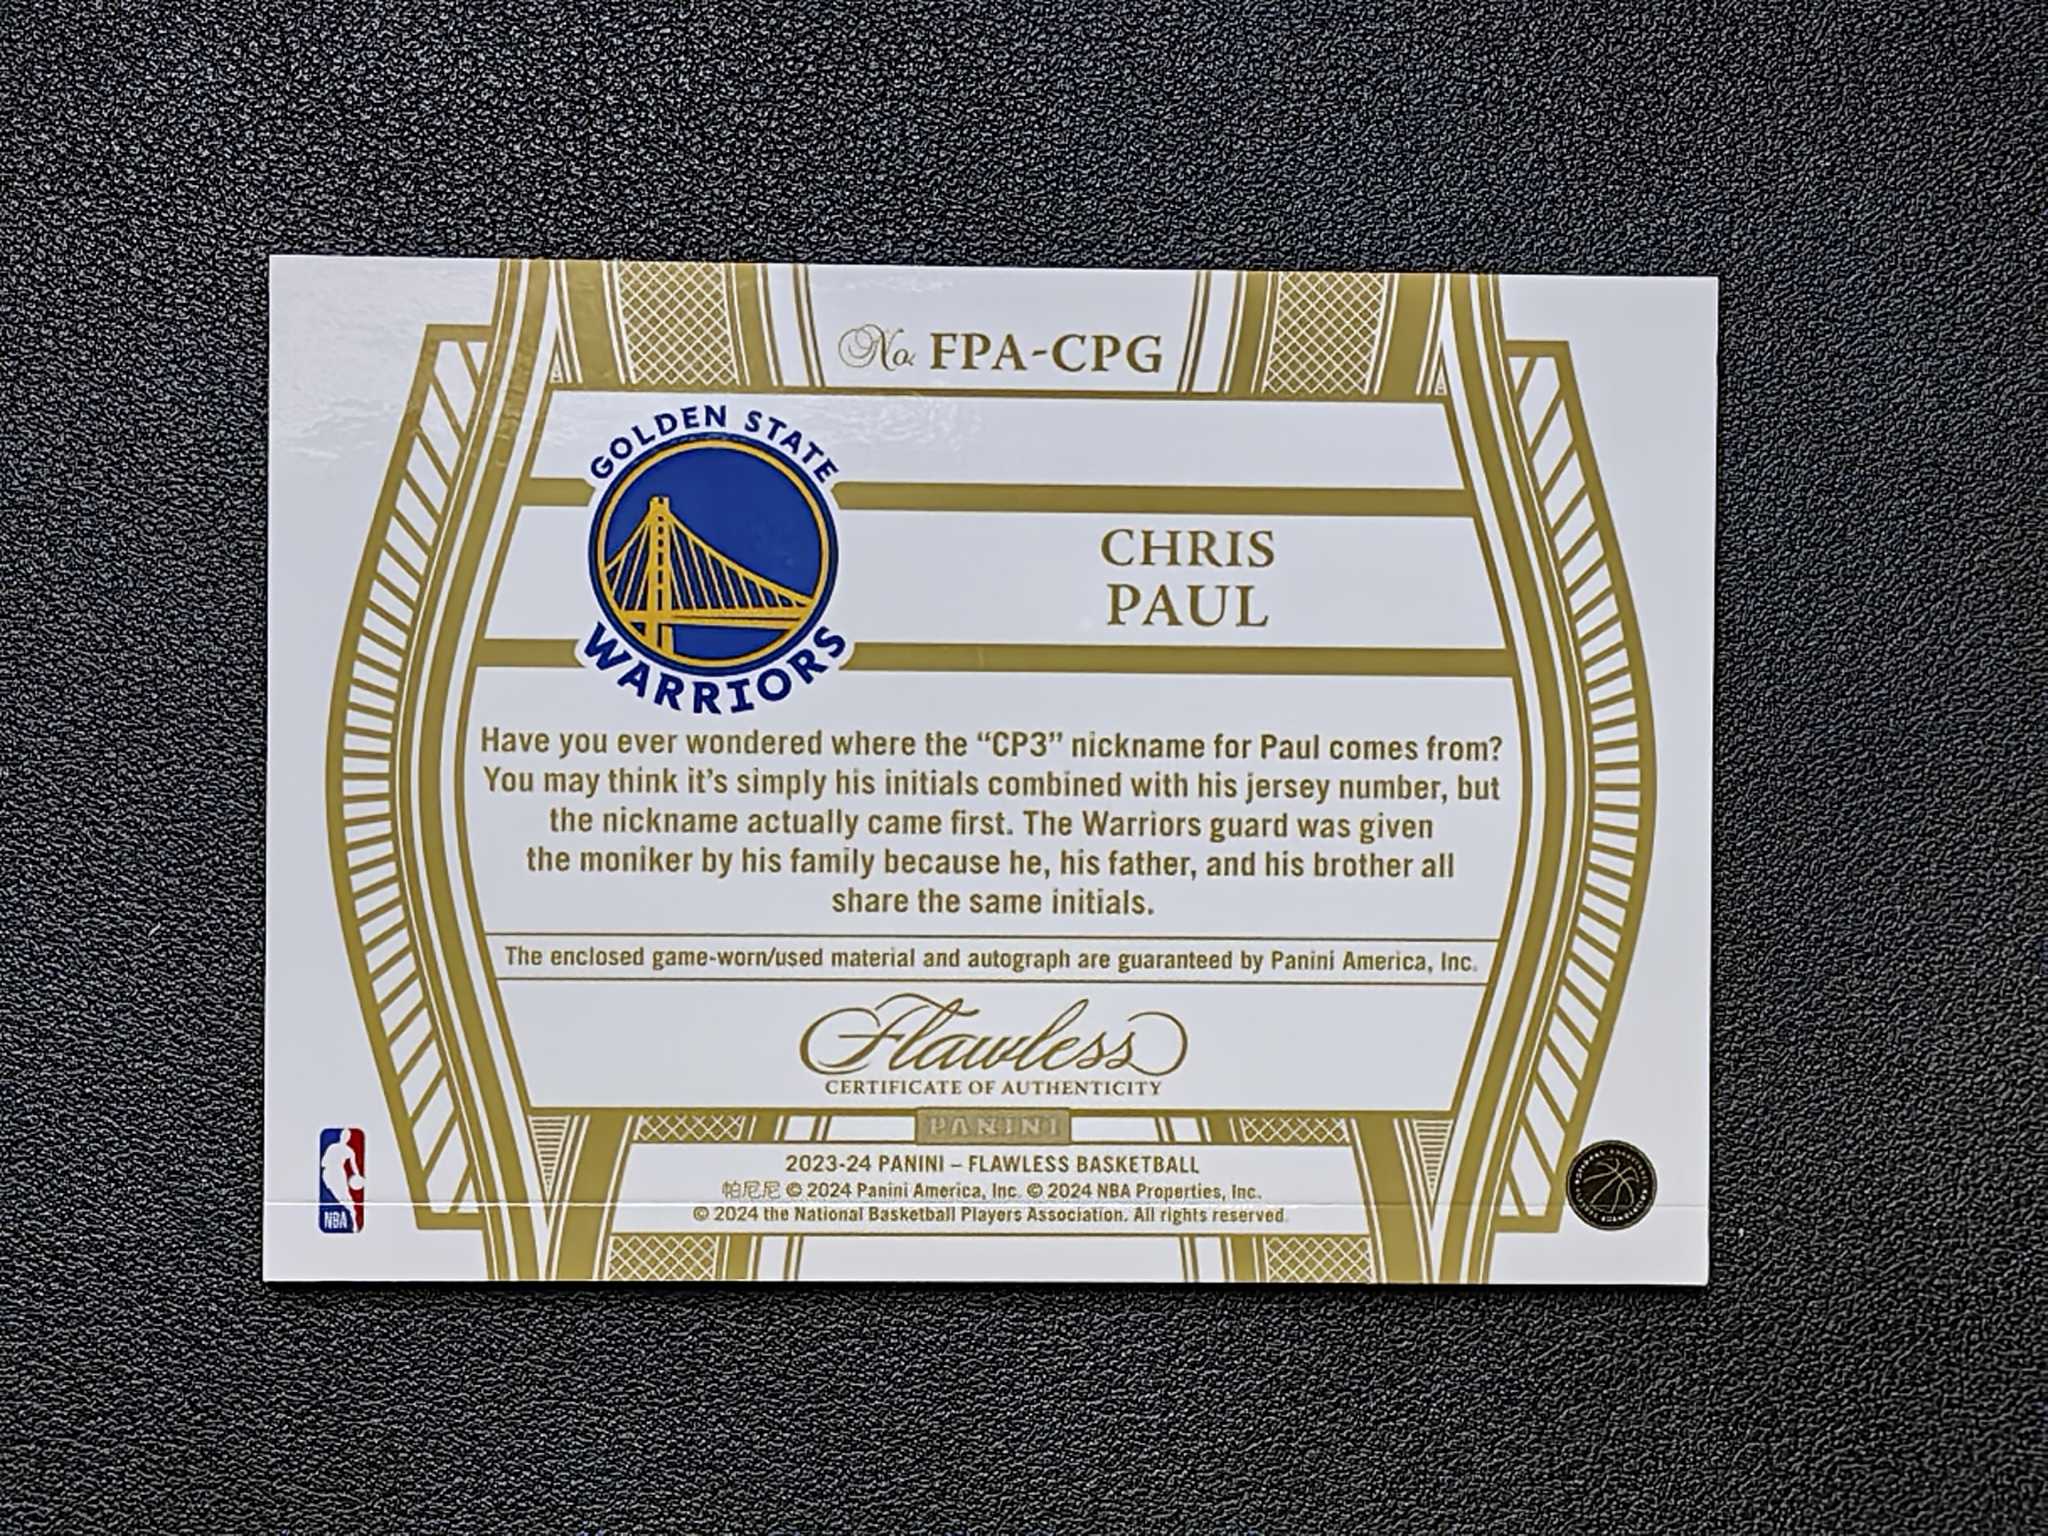 No. FPA-CPG
GOLDEN STATE
WARRIORS
CHRIS
PAUL
Have you ever wondered where the “CP3” nickname for Paul comes from?
You may think it’s simply his initials combined with his jersey number, but
the nickname actually came first. The Warriors guard was given
the moniker by his family because he, his father, and his brother all
share the same initials.
The enclosed game-worn/used material and autograph are guaranteed by Panini America, Inc.
Flawless
CERTIFICATE OF AUTHENTICITY
PANINI
2023-24 PANINI – FLAWLESS BASKETBALL
帕尼尼 © 2024 Panini America, Inc. © 2024 NBA Properties, Inc.
© 2024 the National Basketball Players Association. All rights reserved.
NBA